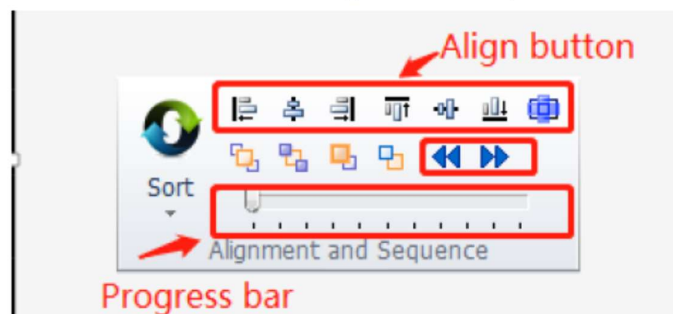 Align button
Sort
Alignment and Sequence
Progress bar